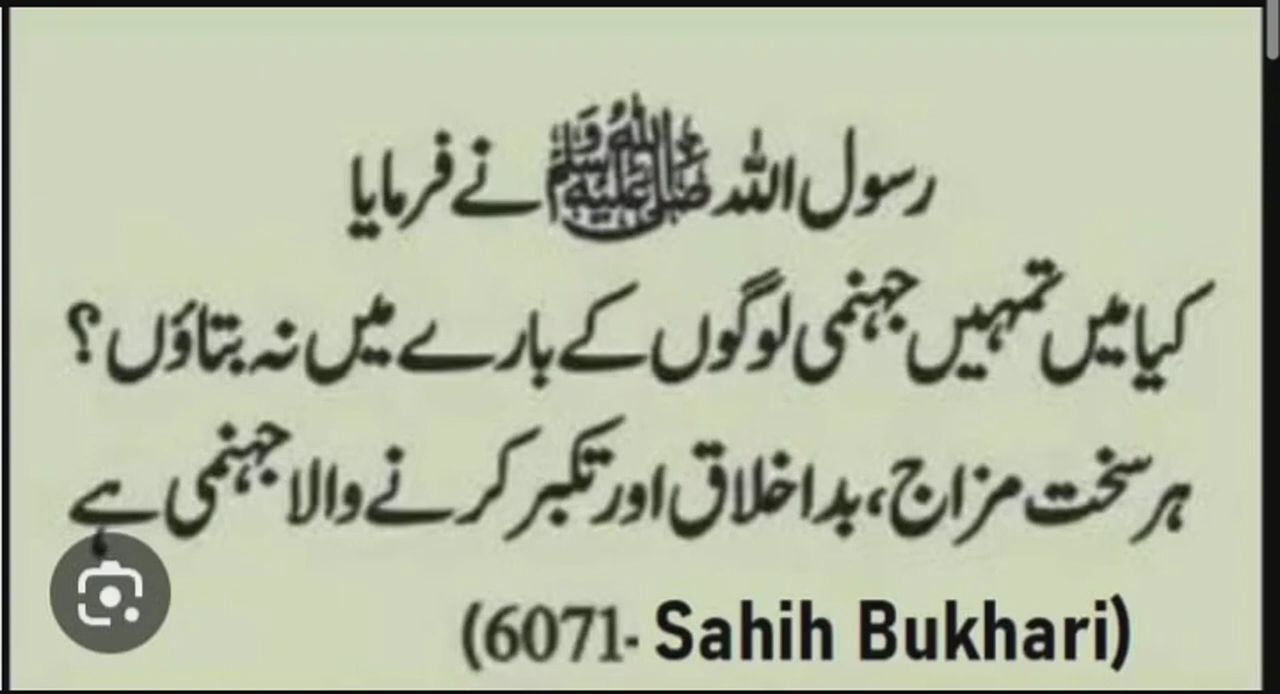 رسول اللہ ﷺ نے فرمایا
کیا میں تمہیں جہنمی لوگوں کے بارے میں نہ بتاؤں؟
ہر سخت مزاج، بداخلاق اور تکبر کرنے والا جہنمی ہے
(6071- Sahih Bukhari)